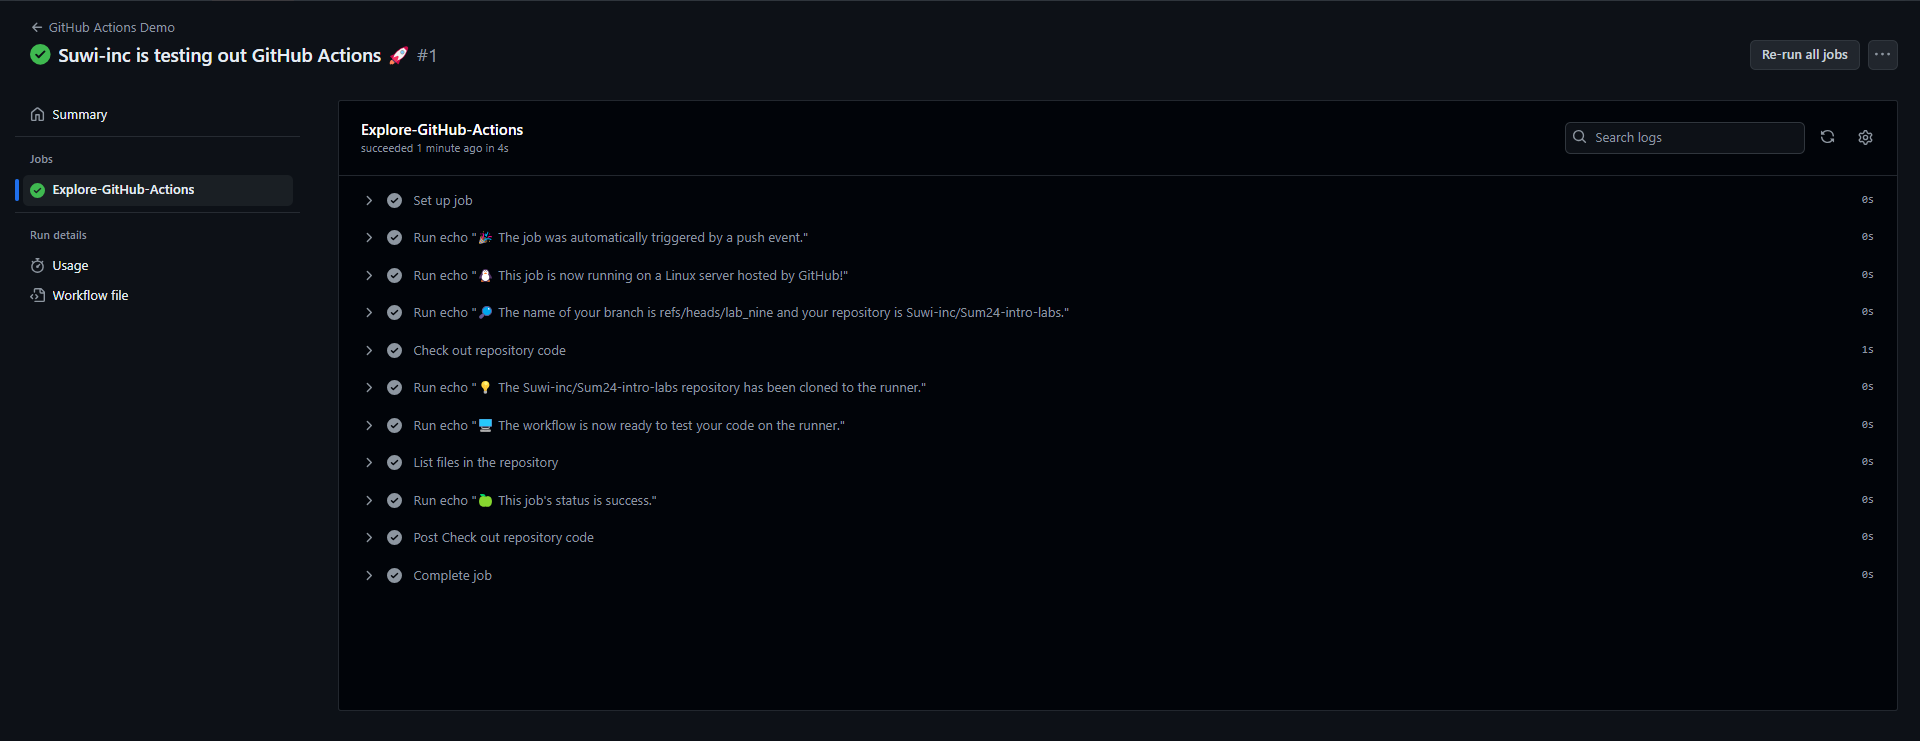 ← GitHub Actions Demo
Suwi-inc is testing out GitHub Actions 🚀 #1
Re-run all jobs
Summary
Jobs
Explore-GitHub-Actions
Run details
Usage
Workflow file
Explore-GitHub-Actions
succeeded 1 minute ago in 4s
Search logs
Set up job 0s
Run echo "🎉 The job was automatically triggered by a push event." 0s
Run echo "🐧 This job is now running on a Linux server hosted by GitHub!" 0s
Run echo "🔎 The name of your branch is refs/heads/lab_nine and your repository is Suwi-inc/Sum24-intro-labs." 0s
Check out repository code 1s
Run echo "💡 The Suwi-inc/Sum24-intro-labs repository has been cloned to the runner." 0s
Run echo "🖥️ The workflow is now ready to test your code on the runner." 0s
List files in the repository 0s
Run echo "🍏 This job's status is success." 0s
Post Check out repository code 0s
Complete job 0s